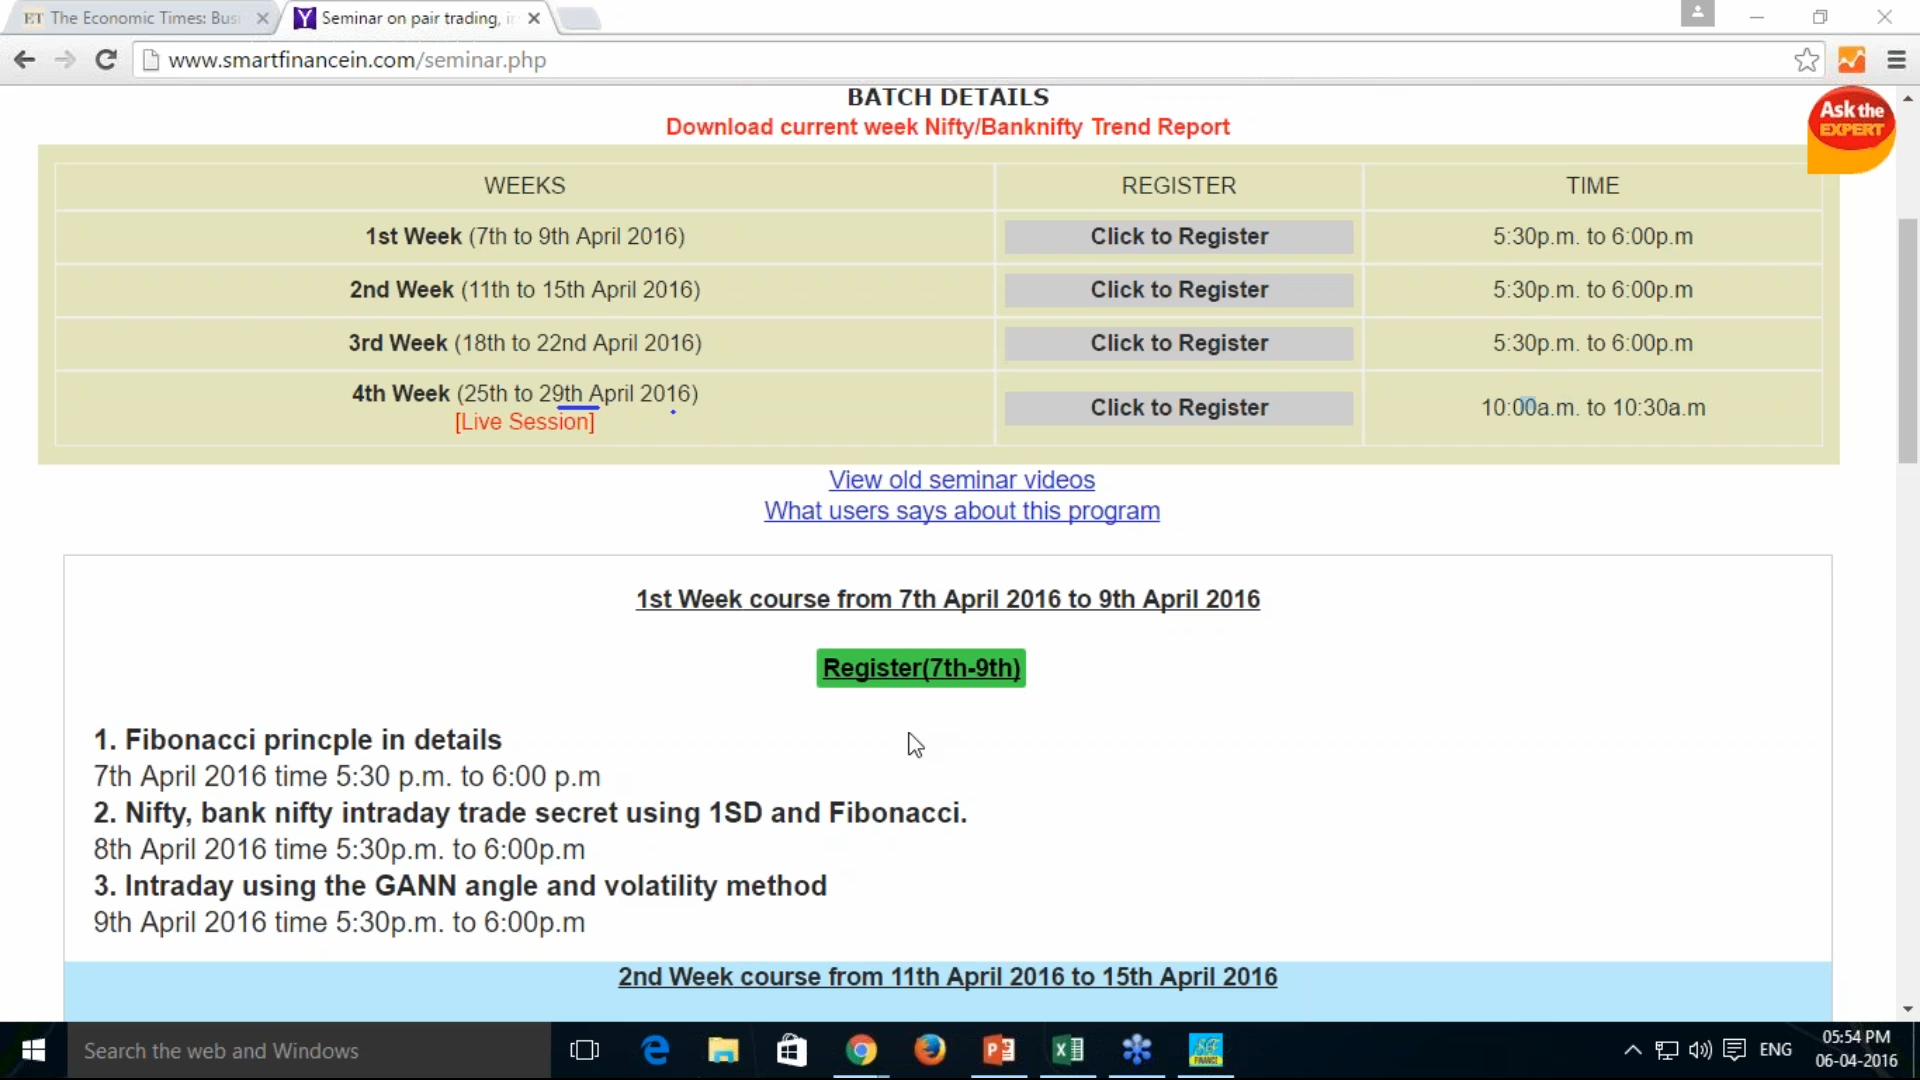 ET The Economic Times: Busi
Seminar on pair trading, in
www.smartfinancein.com/seminar.php
BATCH DETAILS
Download current week Nifty/Banknifty Trend Report
Ask the
EXPERT
WEEKS REGISTER TIME
1st Week (7th to 9th April 2016) Click to Register 5:30p.m. to 6:00p.m
2nd Week (11th to 15th April 2016) Click to Register 5:30p.m. to 6:00p.m
3rd Week (18th to 22nd April 2016) Click to Register 5:30p.m. to 6:00p.m
4th Week (25th to 29th April 2016) Click to Register 10:00a.m. to 10:30a.m
[Live Session]
View old seminar videos
What users says about this program
1st Week course from 7th April 2016 to 9th April 2016
Register(7th-9th)
1. Fibonacci princple in details
7th April 2016 time 5:30 p.m. to 6:00 p.m
2. Nifty, bank nifty intraday trade secret using 1SD and Fibonacci.
8th April 2016 time 5:30p.m. to 6:00p.m
3. Intraday using the GANN angle and volatility method
9th April 2016 time 5:30p.m. to 6:00p.m
2nd Week course from 11th April 2016 to 15th April 2016
Search the web and Windows
FINANCE
ENG
05:54 PM
06-04-2016